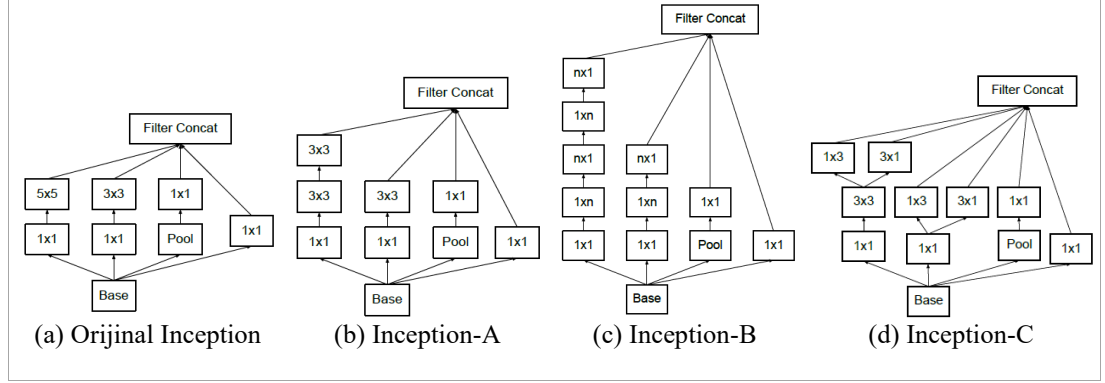 Filter Concat
5x5
3x3
1x1
1x1
1x1
Pool
1x1
Base
(a) Orijinal Inception
Filter Concat
3x3
3x3
3x3
1x1
1x1
1x1
Pool
1x1
Base
(b) Inception-A
Filter Concat
nx1
1xn
nx1
nx1
1xn
1xn
1x1
1x1
1x1
Pool
1x1
Base
(c) Inception-B
Filter Concat
1x3
3x1
3x3
1x3
3x1
1x1
1x1
1x1
Pool
1x1
Base
(d) Inception-C